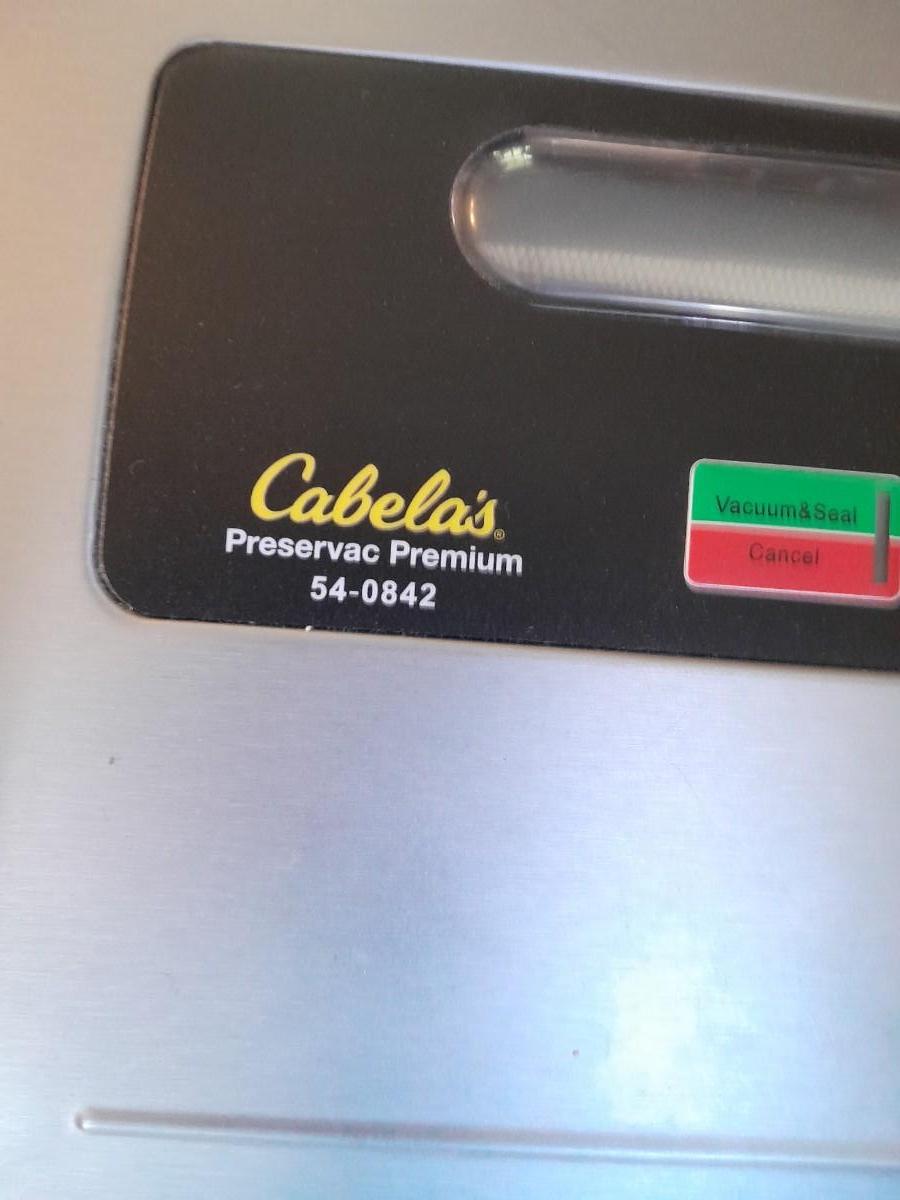 Cabela's®
Preservac Premium
54-0842
Vacuum&Seal
Cancel